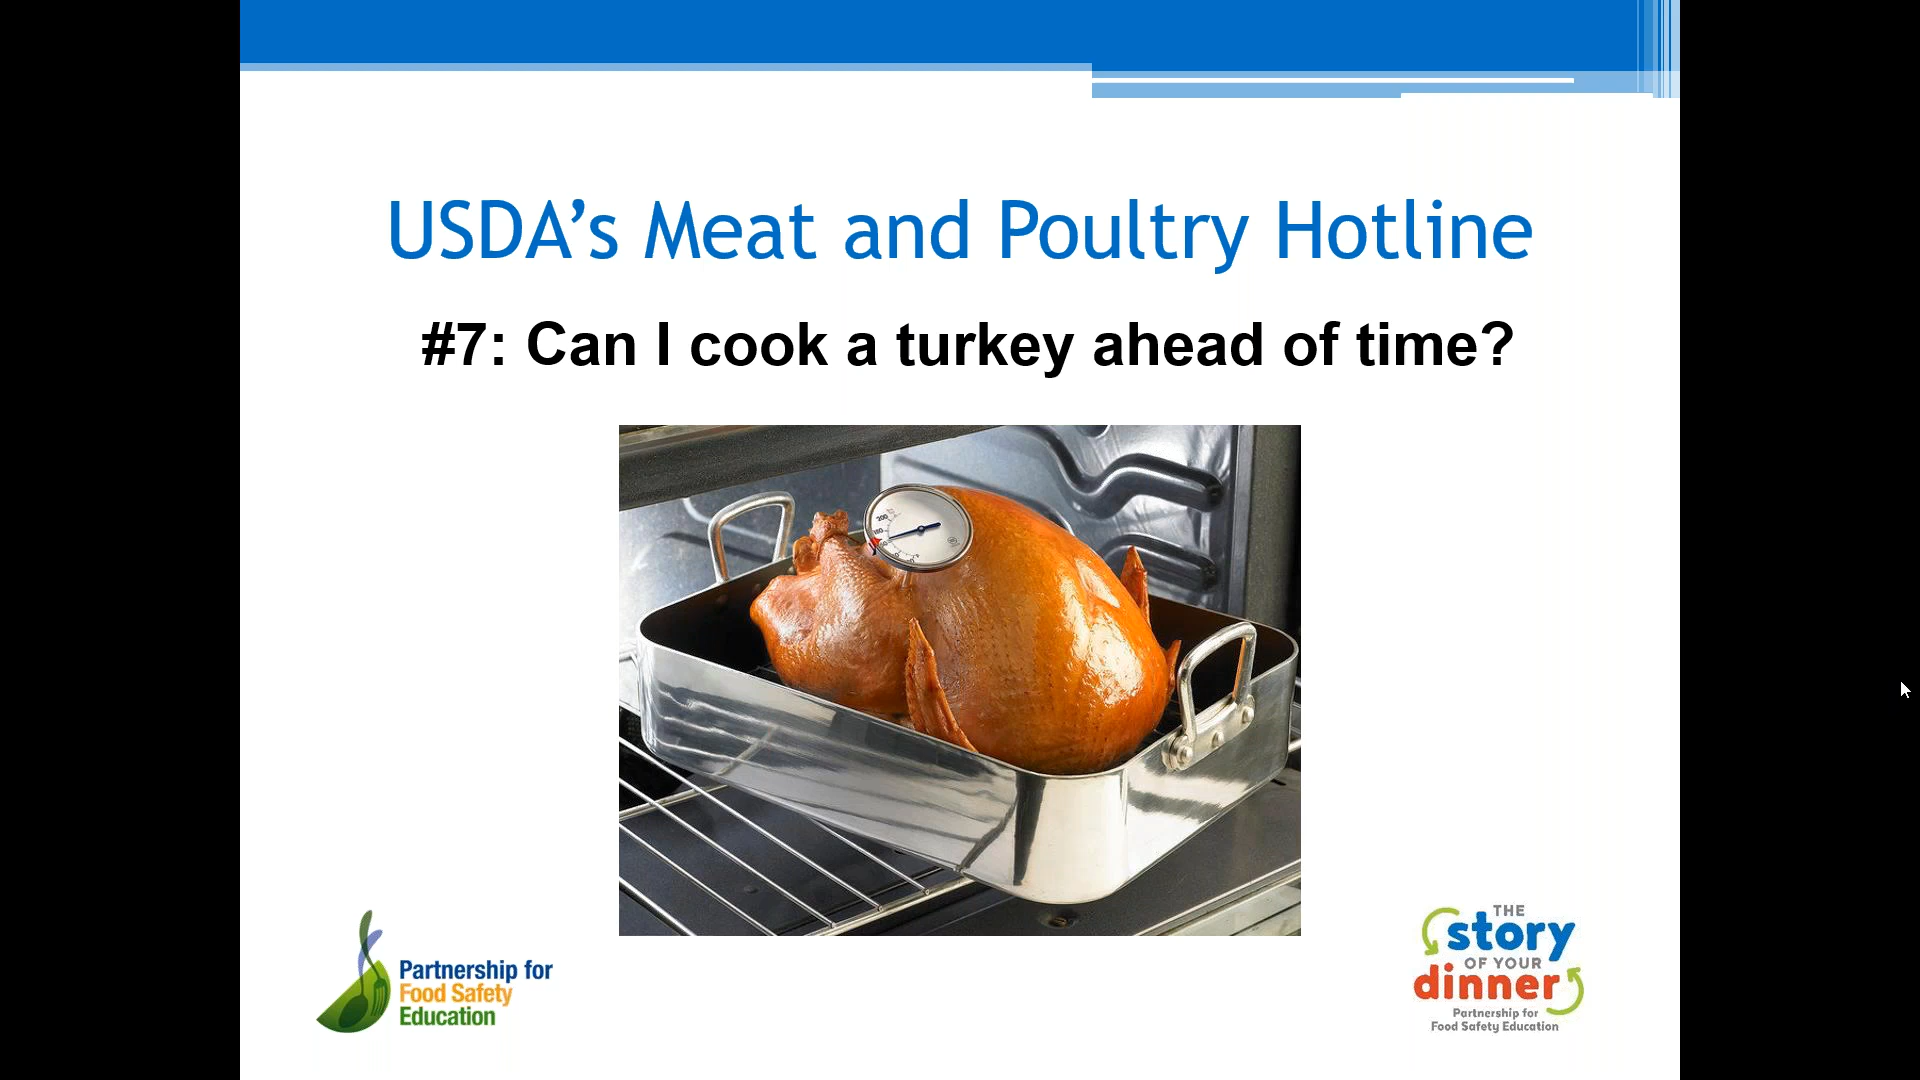 USDA’s Meat and Poultry Hotline
#7: Can I cook a turkey ahead of time?
200
Partnership for
Food Safety
Education
THE
story
OF YOUR
dinner
Partnership for
Food Safety Education